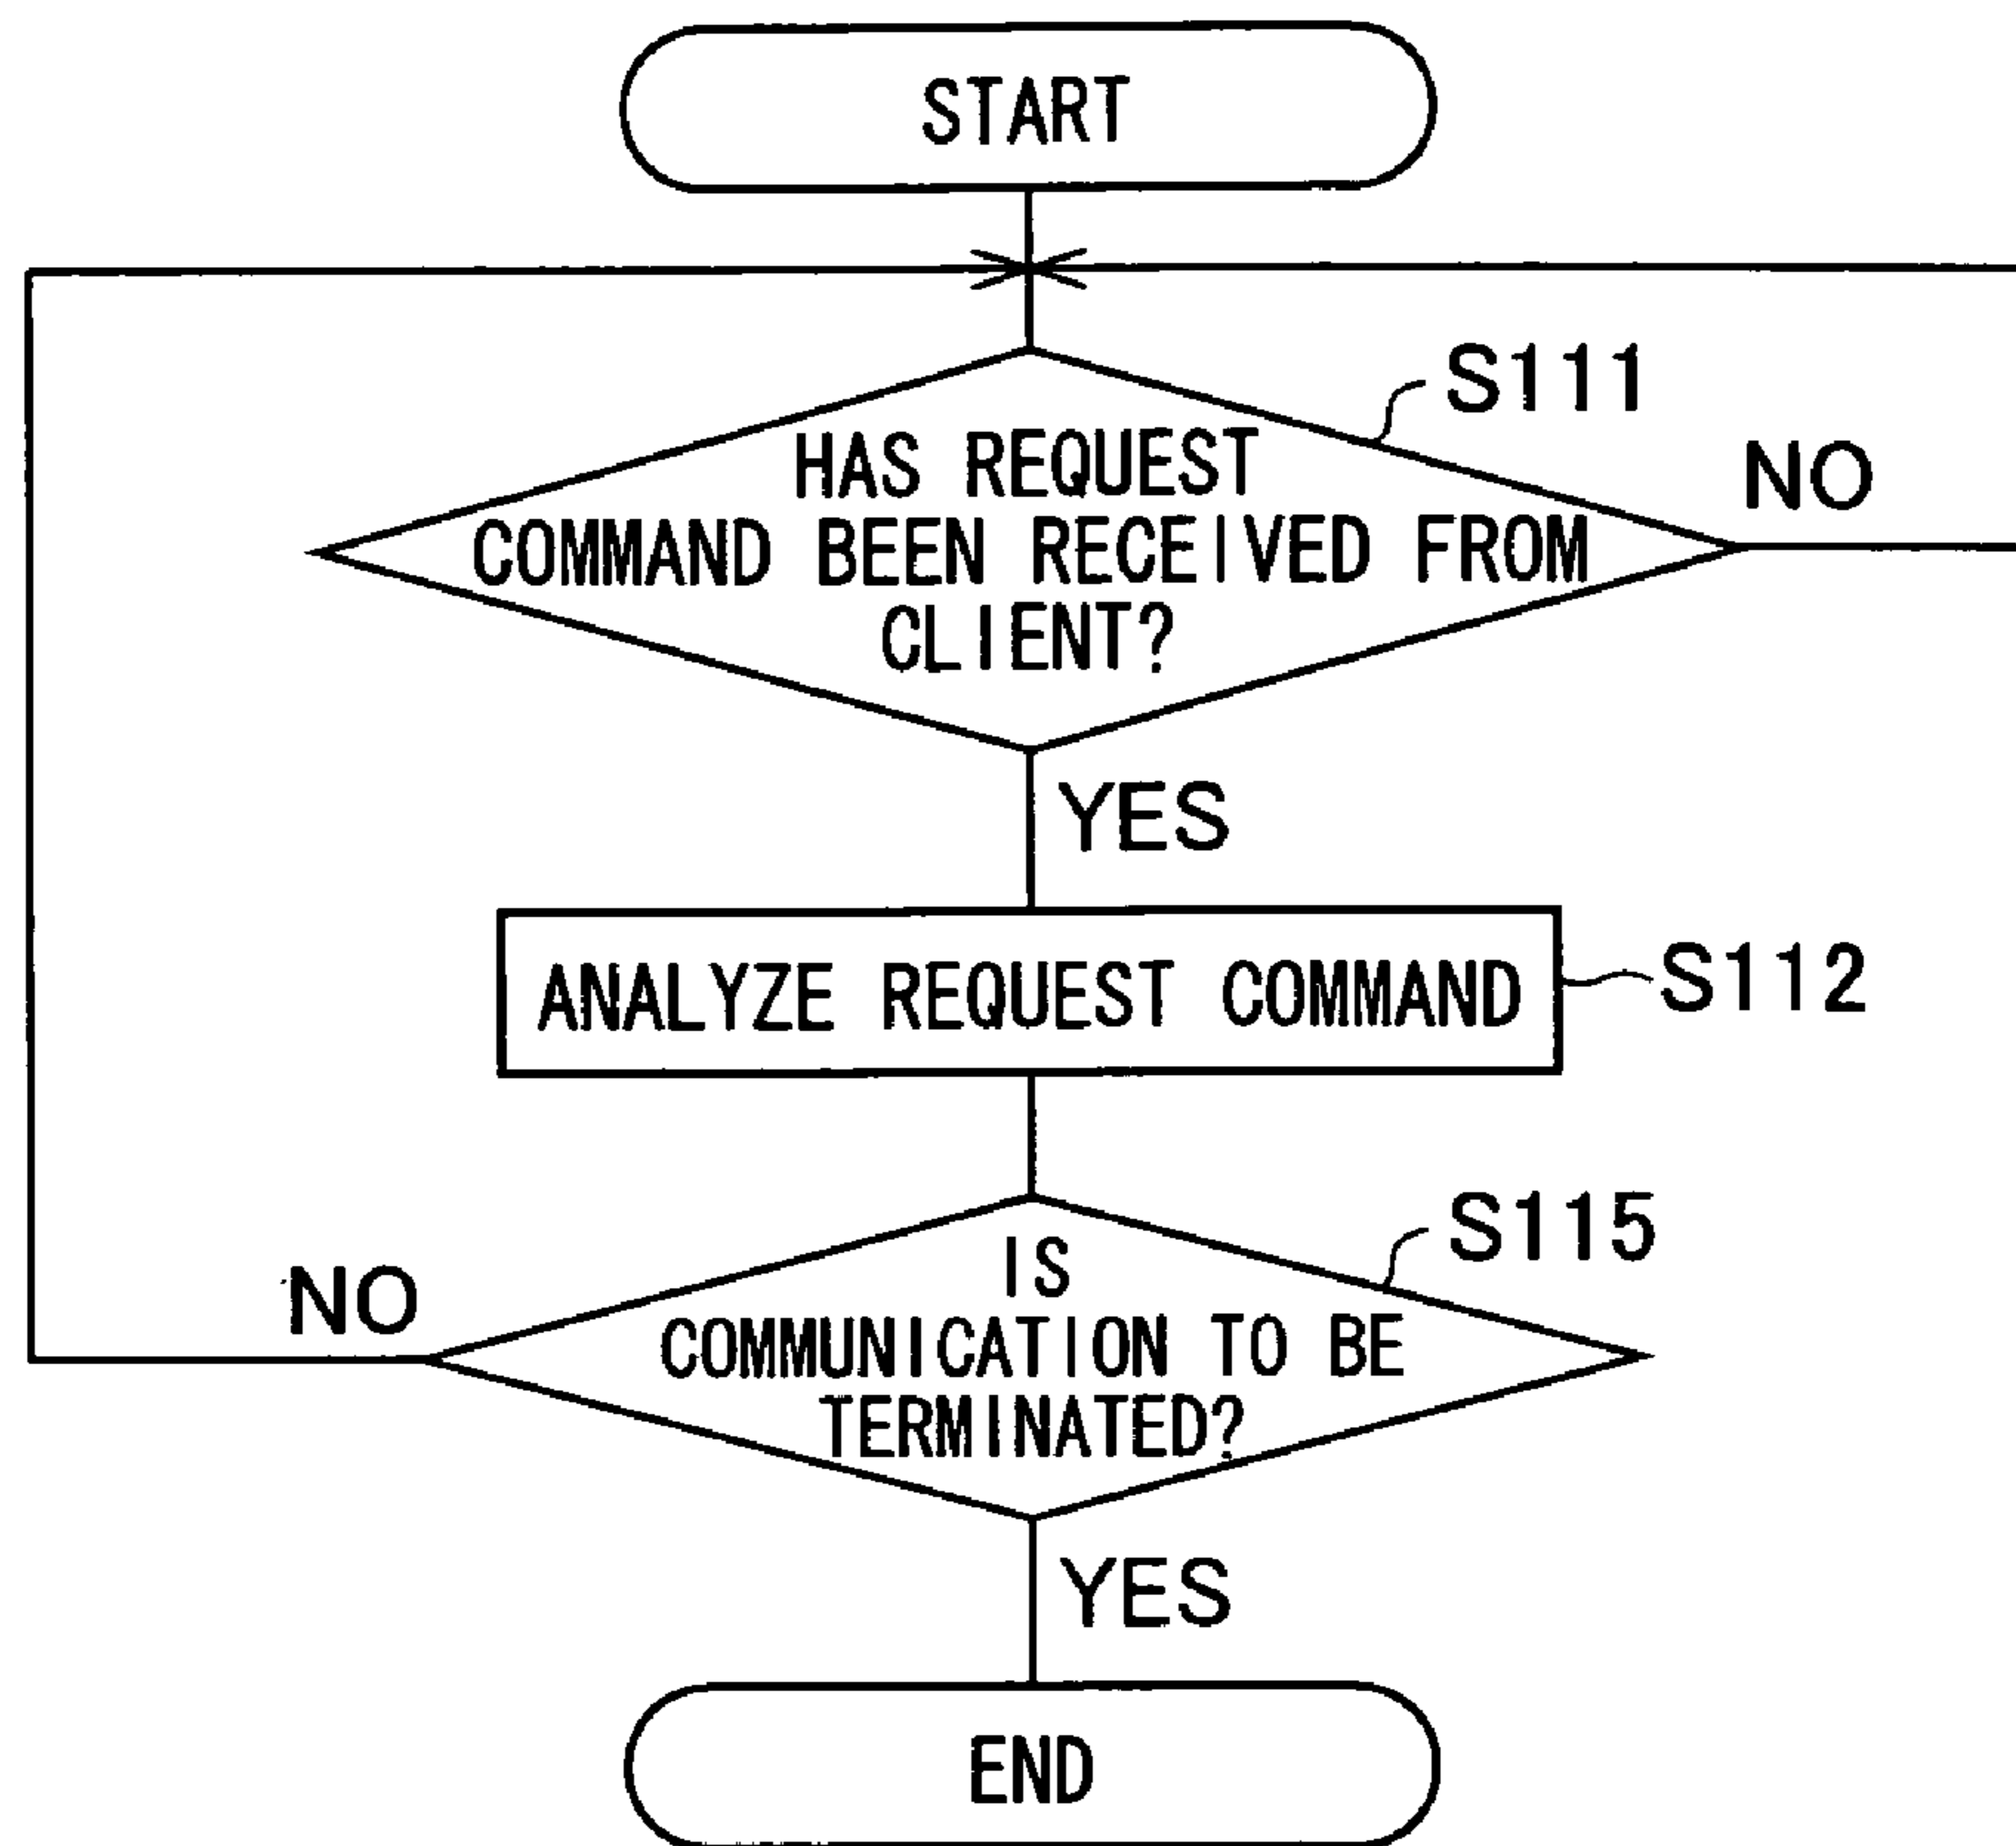 START
S111
HAS REQUEST
COMMAND BEEN RECEIVED FROM
CLIENT?
NO
YES
ANALYZE REQUEST COMMAND
S112
S115
IS
COMMUNICATION TO BE
TERMINATED?
NO
YES
END